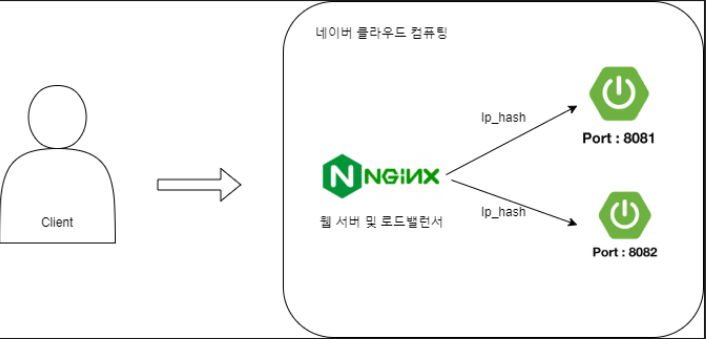 네이버 클라우드 컴퓨팅
Ip_hash
Port : 8081
NGINX
Client
웹 서버 및 로드밸런서
Ip_hash
Port : 8082